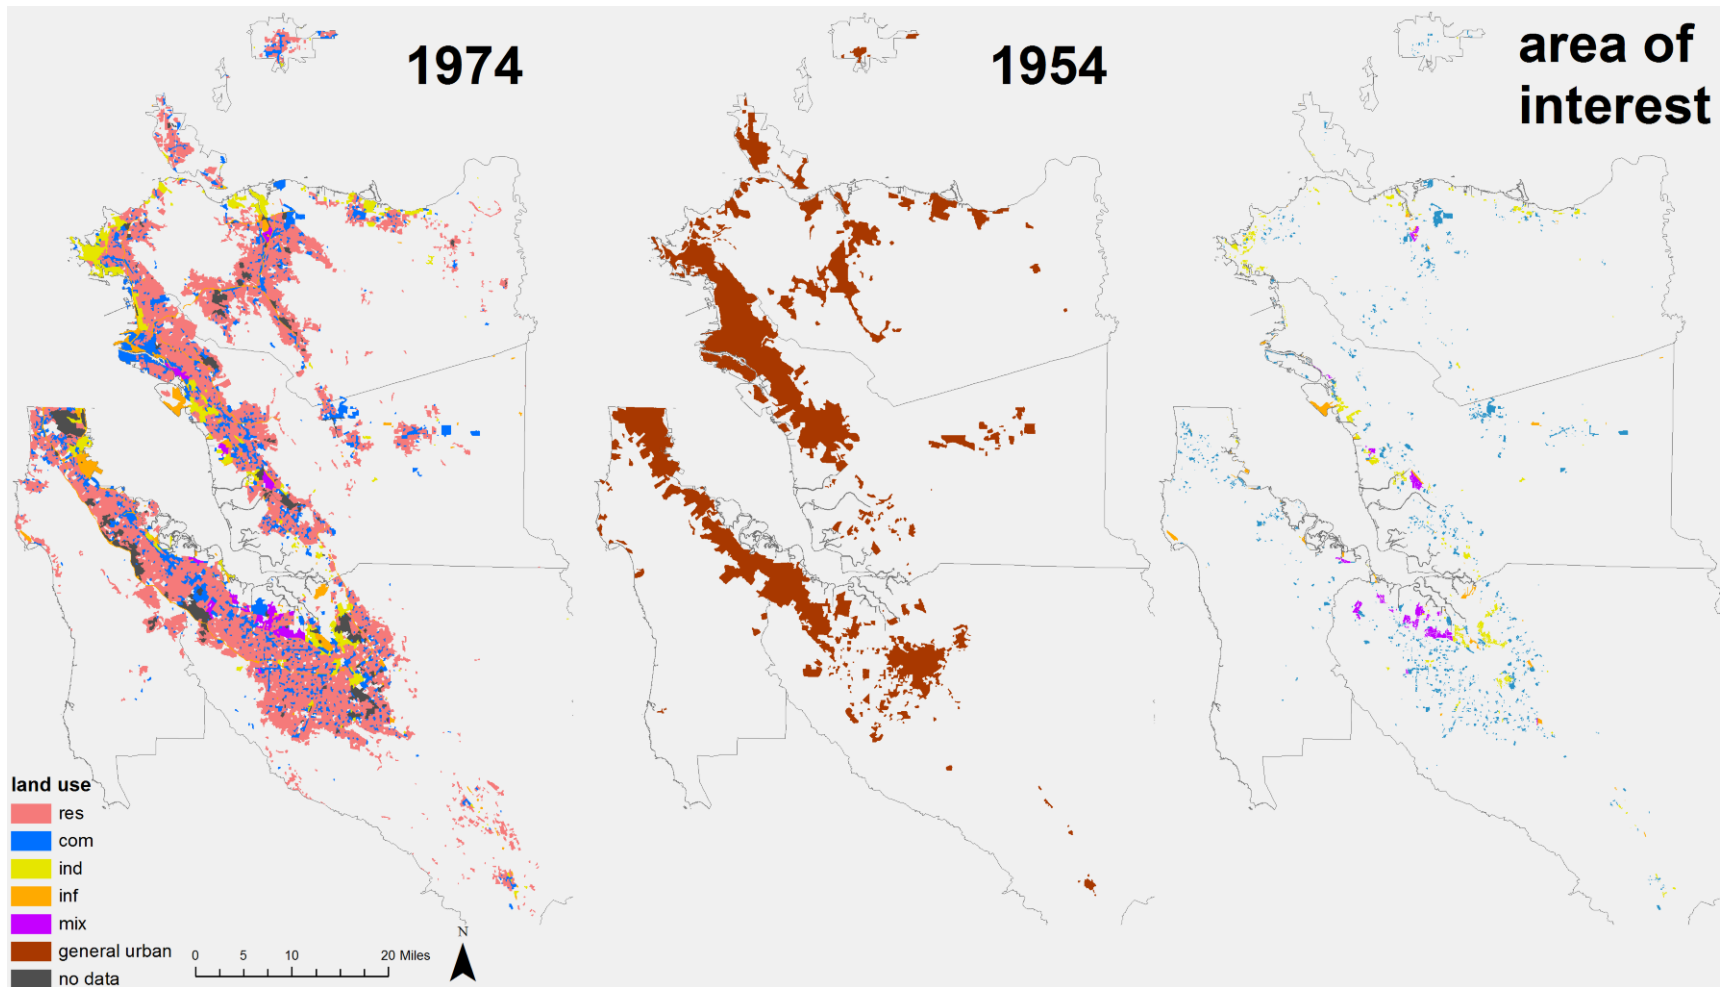 1974
1954
area of
interest
land use
res
com
ind
inf
mix
general urban
no data
0 5 10 20 Miles
N